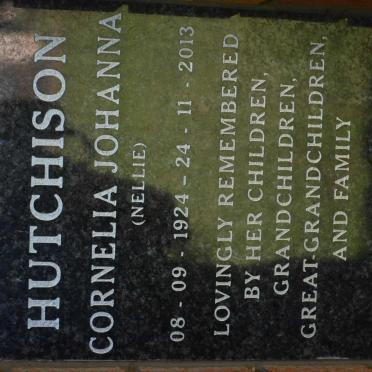 HUTCHISON
CORNELIA JOHANNA
(NELLIE)
08 - 09 - 1924 – 24 - 11 - 2013
LOVINGLY REMEMBERED
BY HER CHILDREN,
GRANDCHILDREN,
GREAT-GRANDCHILDREN,
AND FAMILY